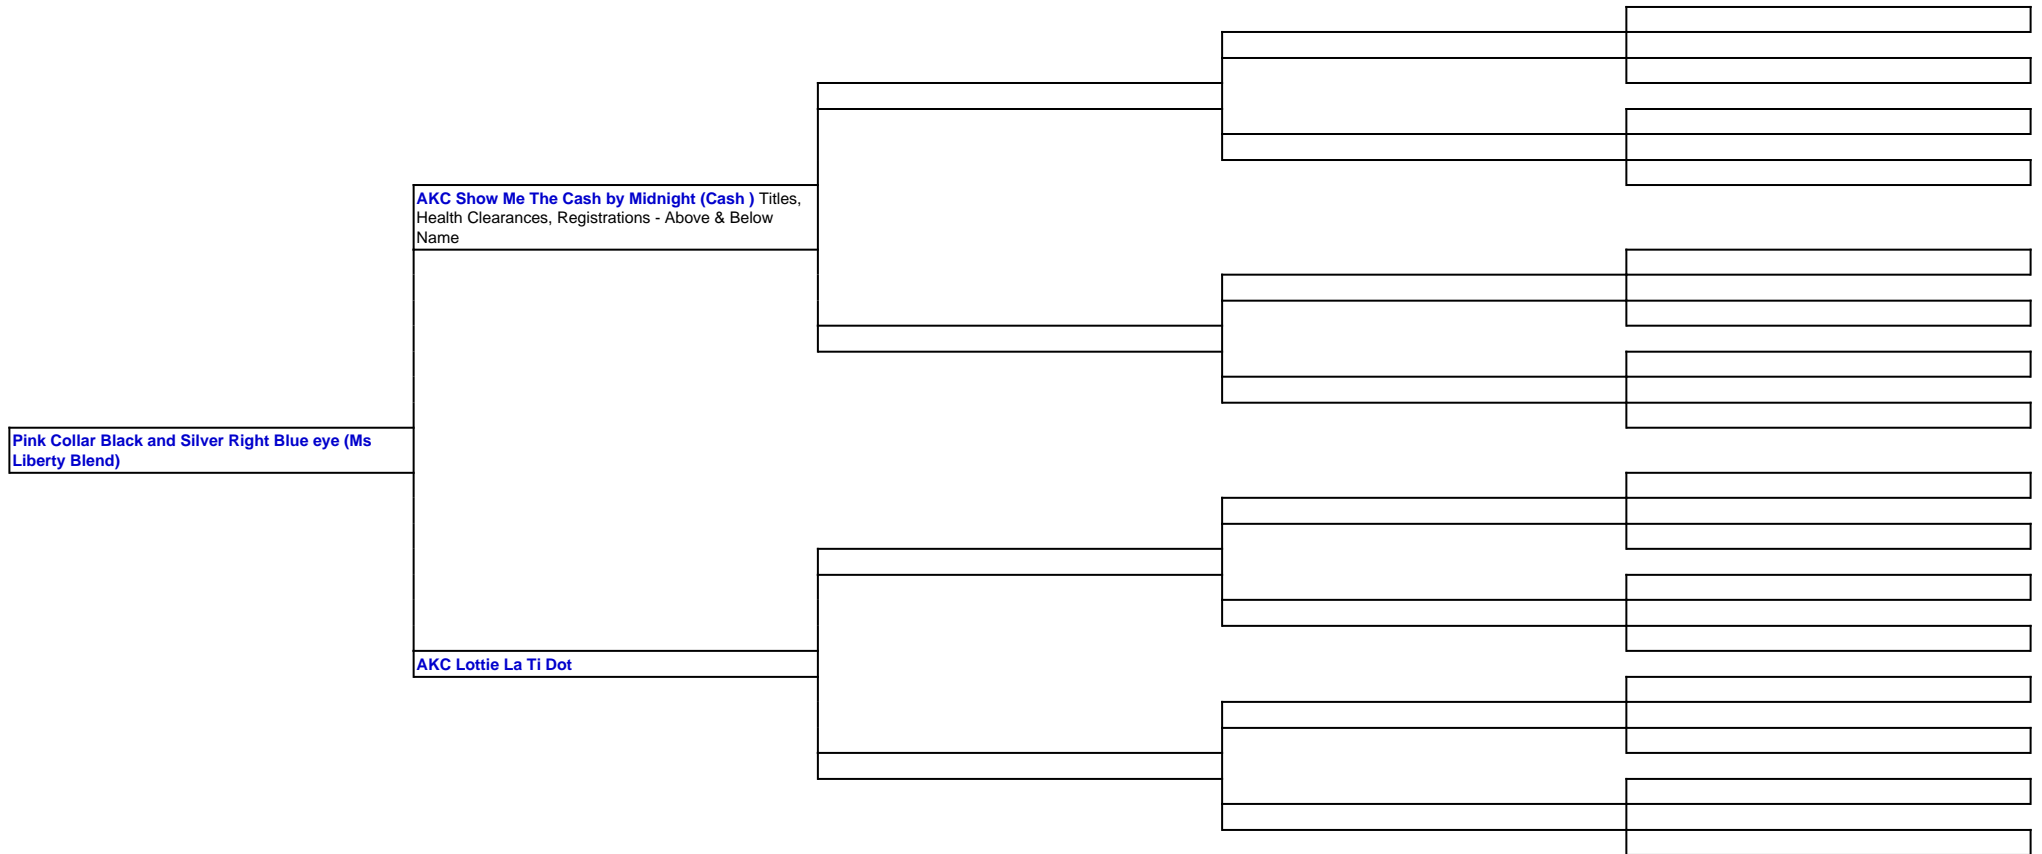 AKC Show Me The Cash by Midnight (Cash ) Titles,
Health Clearances, Registrations - Above & Below
Name
Pink Collar Black and Silver Right Blue eye (Ms
Liberty Blend)
AKC Lottie La Ti Dot